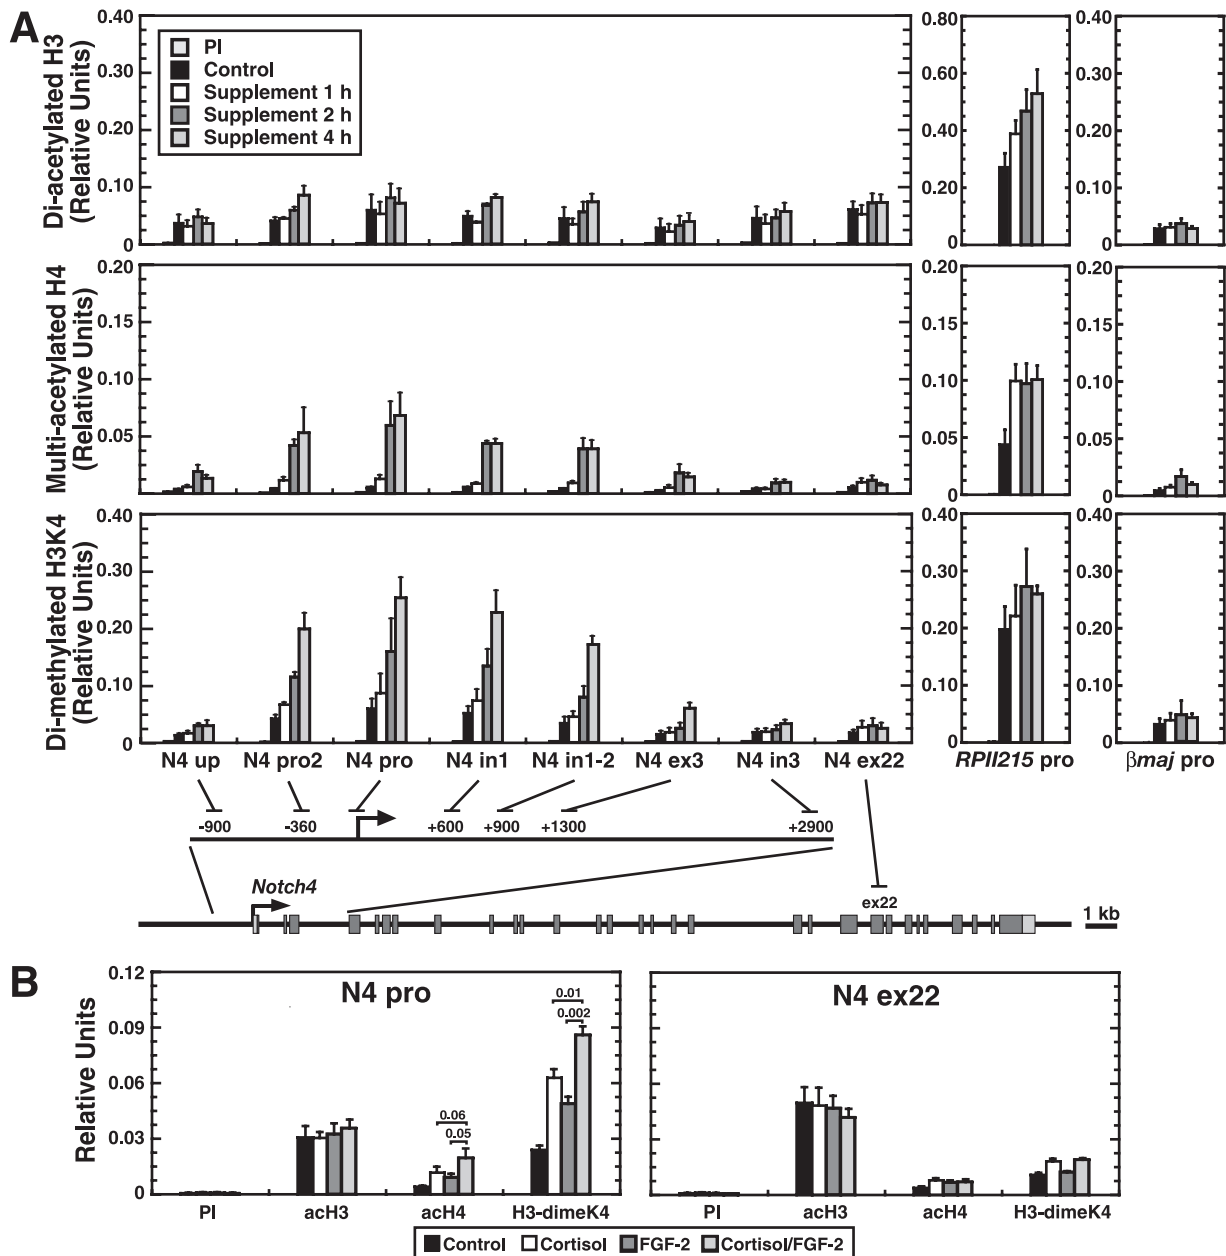 A
Di-acetylated H3
(Relative Units)
0.40
0.30
0.20
0.10
0
PI
Control
Supplement 1 h
Supplement 2 h
Supplement 4 h
0.80
0.60
0.40
0.20
0
0.40
0.30
0.20
0.10
0
Multi-acetylated H4
(Relative Units)
0.20
0.15
0.10
0.05
0
0.20
0.15
0.10
0.05
0
0.20
0.15
0.10
0.05
0
Di-methylated H3K4
(Relative Units)
0.40
0.30
0.20
0.10
0
0.40
0.30
0.20
0.10
0
0.40
0.30
0.20
0.10
0
N4 up N4 pro2 N4 pro N4 in1 N4 in1-2 N4 ex3 N4 in3 N4 ex22 RPII215 pro βmaj pro
-900 -360 +600 +900 +1300 +2900
Notch4
ex22
1 kb
B
Relative Units
0.12
0.09
0.06
0.03
0
N4 pro
0.06
0.05
0.01
0.002
PI acH3 acH4 H3-dimeK4
N4 ex22
PI acH3 acH4 H3-dimeK4
Control Cortisol FGF-2 Cortisol/FGF-2